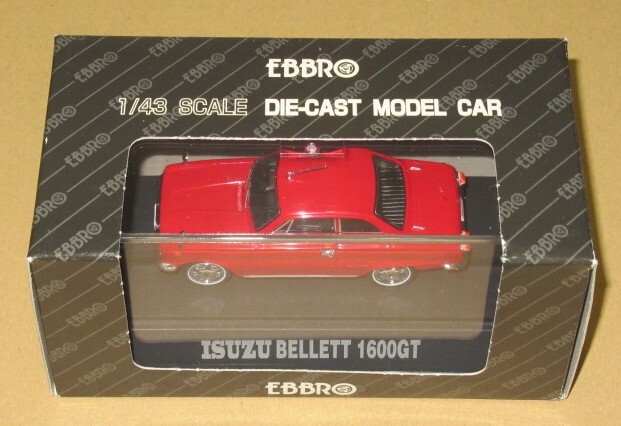 EBBRO
1/43 SCALE DIE-CAST MODEL CAR
ISUZU BELLETT 1600GT
EBBRO